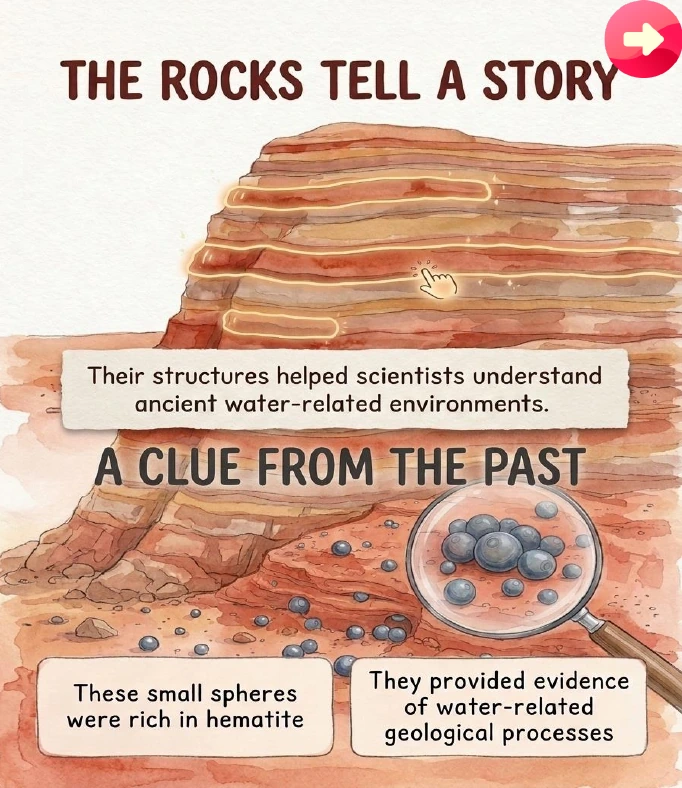 THE ROCKS TELL A STORY
Their structures helped scientists understand
ancient water-related environments.
A CLUE FROM THE PAST
These small spheres
were rich in hematite
They provided evidence
of water-related
geological processes